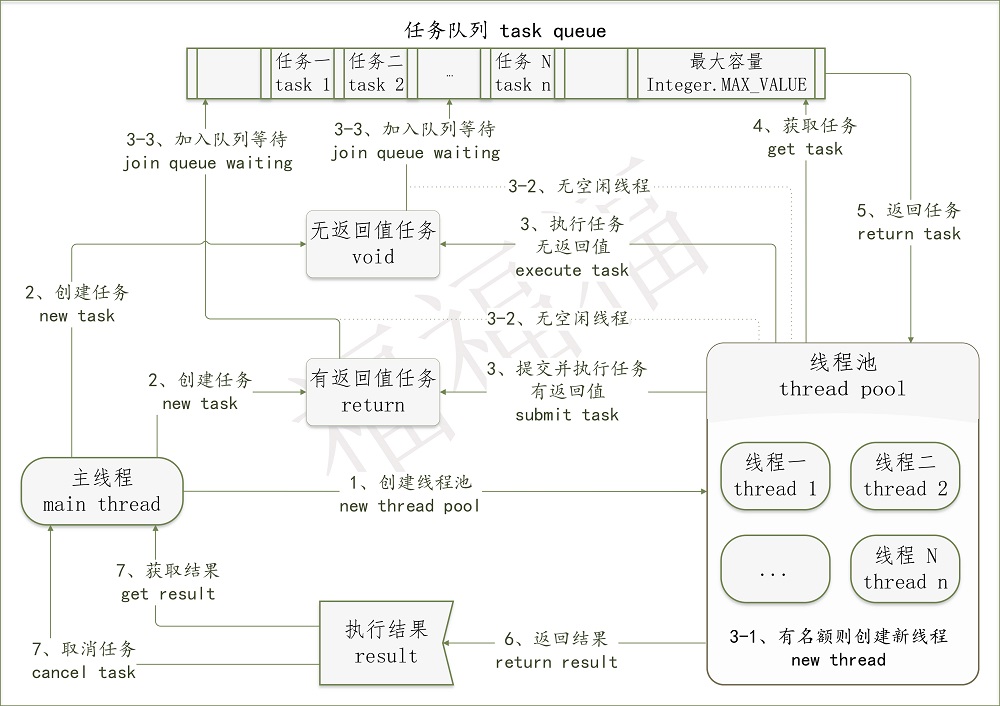 任务队列 task queue
任务一
task 1
任务二
task 2
…
任务 N
task n
最大容量
Integer.MAX_VALUE
3-3、加入队列等待
join queue waiting
3-3、加入队列等待
join queue waiting
4、获取任务
get task
3-2、无空闲线程
5、返回任务
return task
无返回值任务
void
3、执行任务
无返回值
execute task
2、创建任务
new task
3-2、无空闲线程
2、创建任务
new task
有返回值任务
return
3、提交并执行任务
有返回值
submit task
线程池
thread pool
主线程
main thread
1、创建线程池
new thread pool
线程一
thread 1
线程二
thread 2
...
线程 N
thread n
3-1、有名额则创建新线程
new thread
7、获取结果
get result
7、取消任务
cancel task
执行结果
result
6、返回结果
return result
福福福